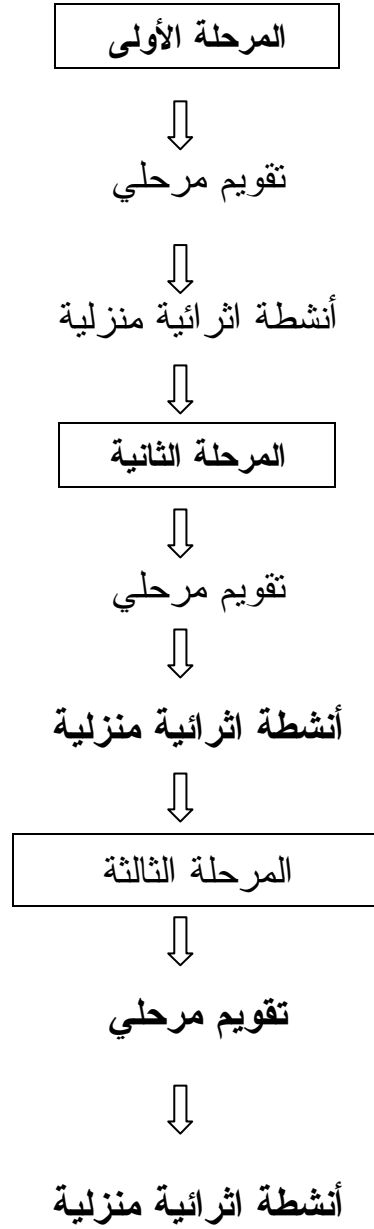 المرحلة الأولى
تقويم مرحلي
أنشطة اثرائية منزلية
المرحلة الثانية
تقويم مرحلي
أنشطة اثرائية منزلية
المرحلة الثالثة
تقويم مرحلي
أنشطة اثرائية منزلية